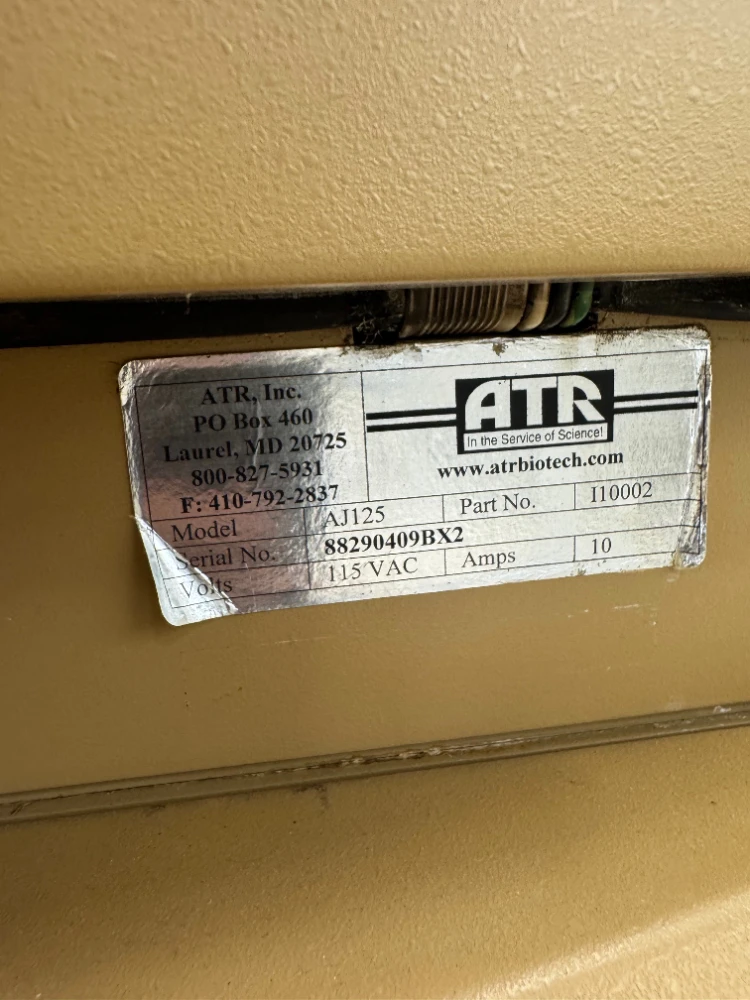 ATR, Inc.
PO Box 460
Laurel, MD 20725
800-827-5931
F: 410-792-2837
ATR
In the Service of Science!
www.atrbiotech.com
Model AJ125 Part No. I10002
Serial No. 88290409BX2
Volts 115 VAC Amps 10